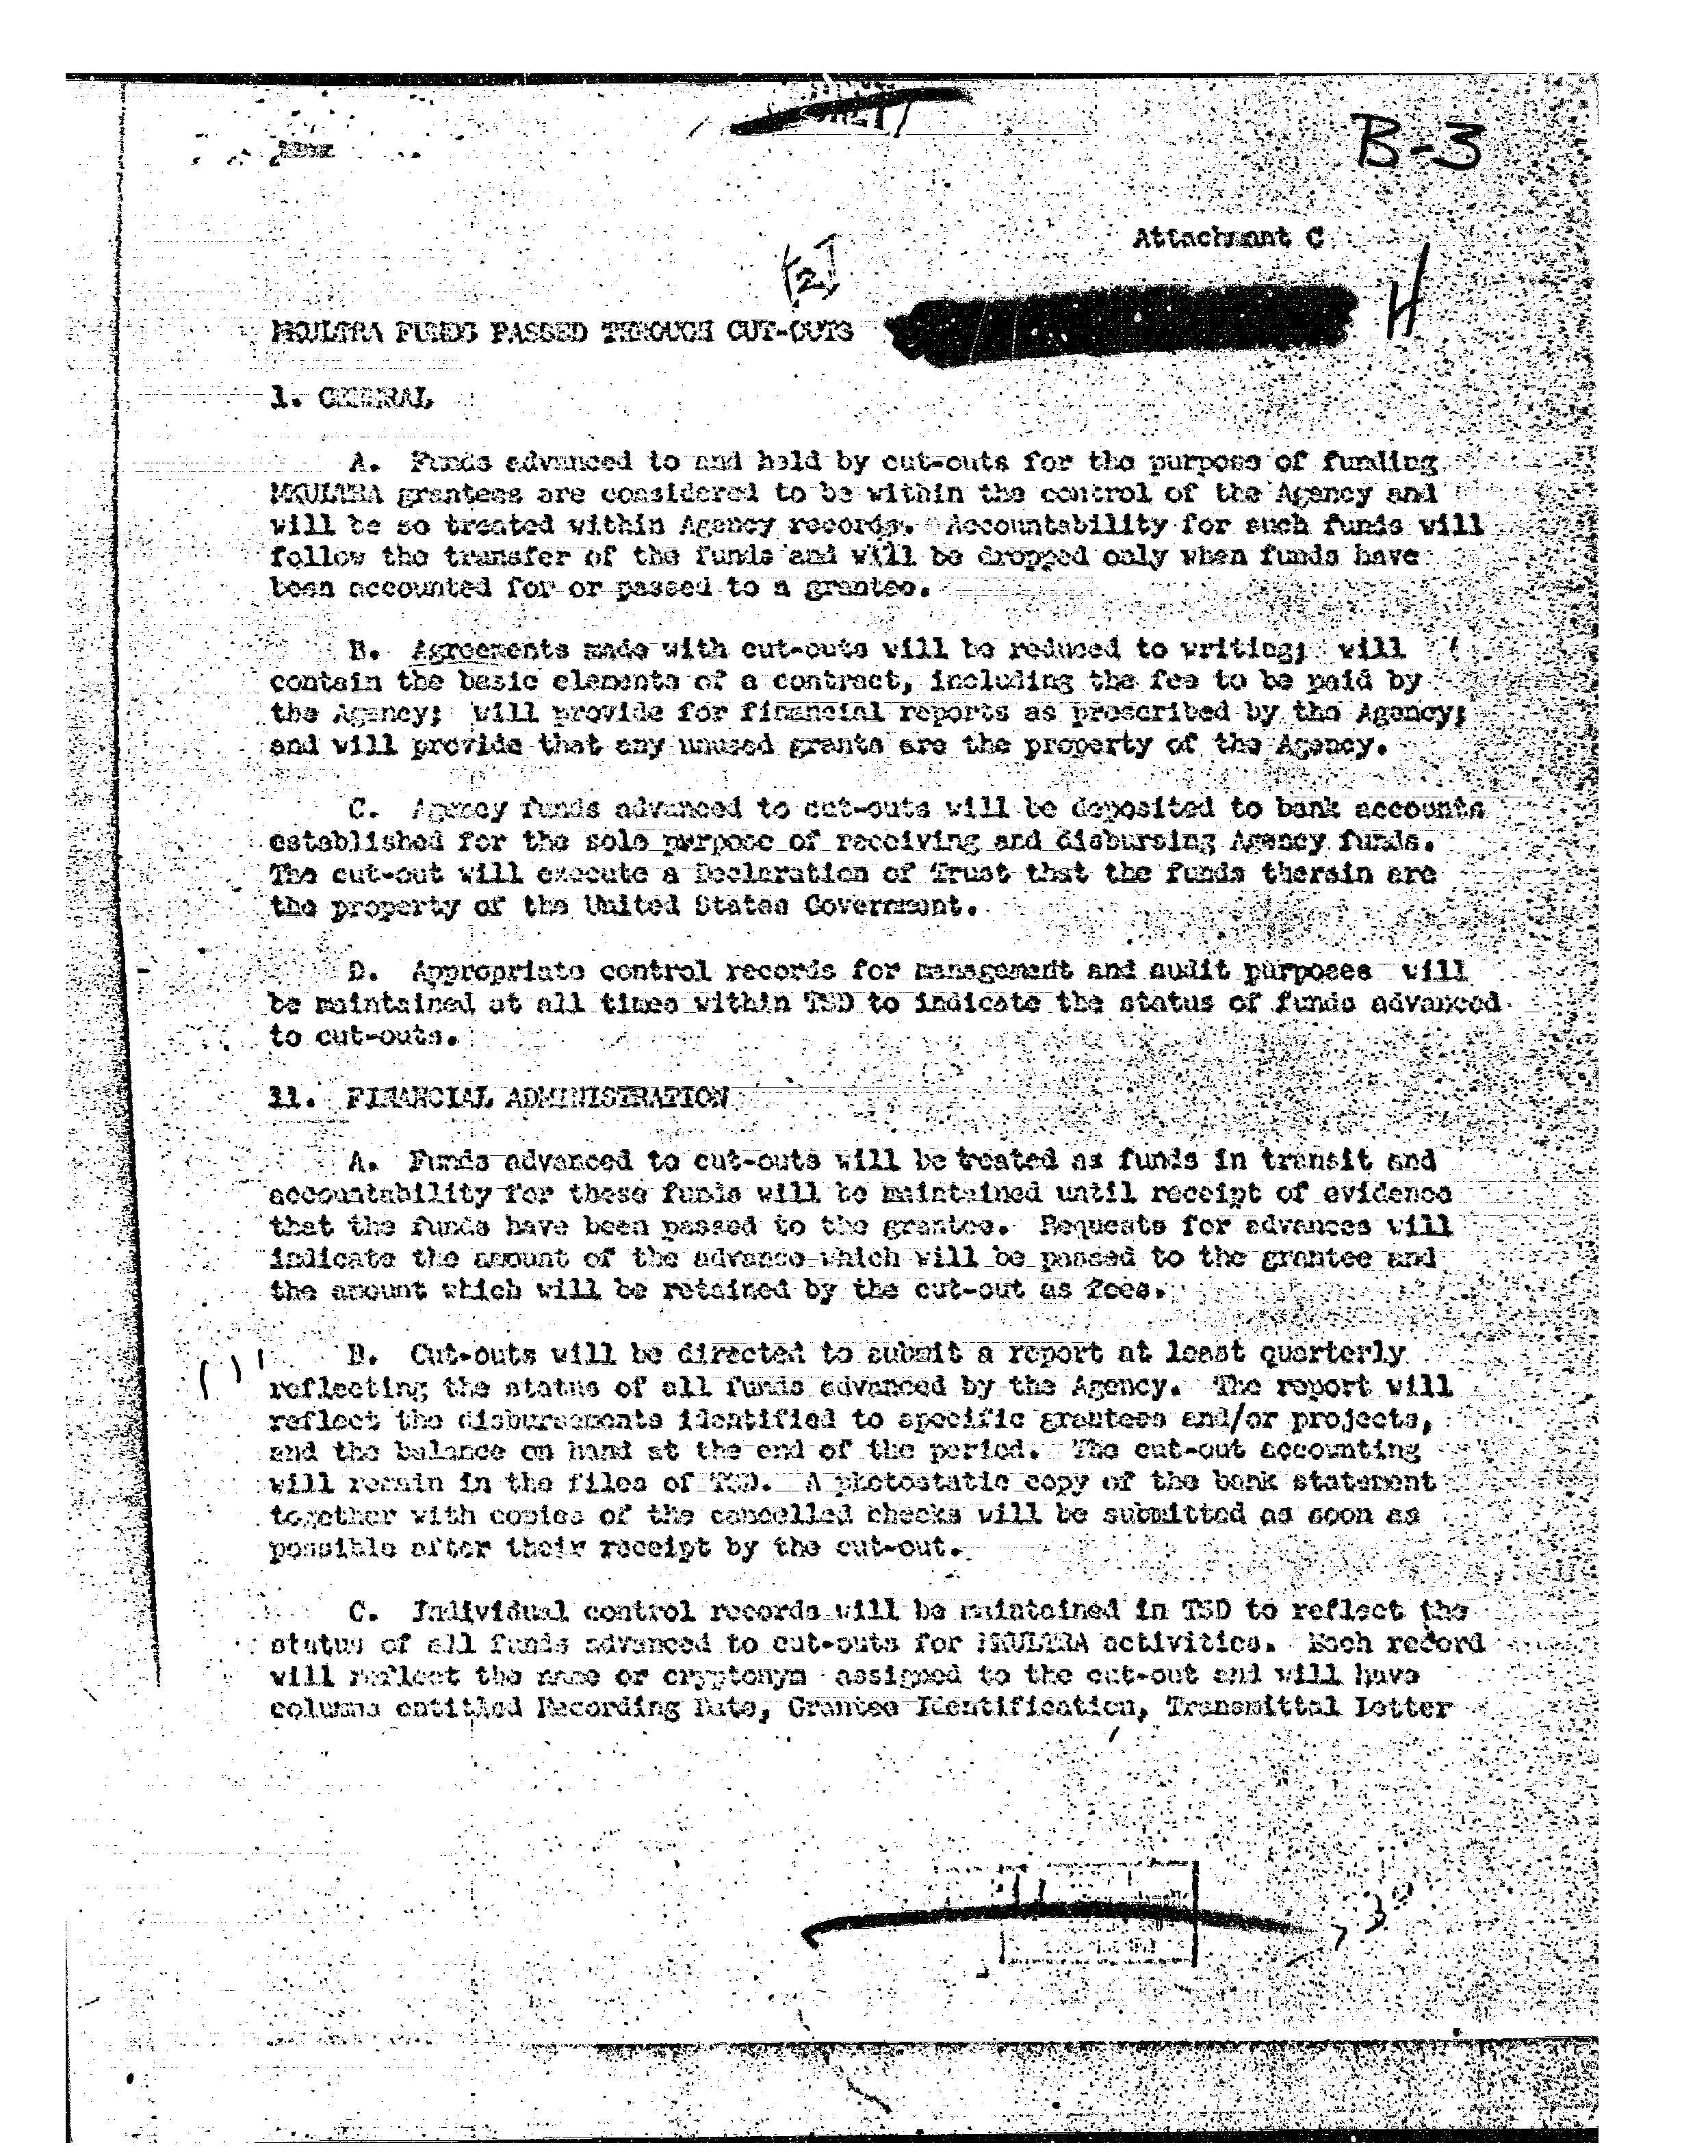 B-3
Attachment C
(2)
H
MKULTRA FUNDS PASSED THROUGH CUT-OUTS
1. GENERAL
A. Funds advanced to and held by cut-outs for the purpose of funding
MKULTRA grantees are considered to be within the control of the Agency and
will be so treated within Agency records. Accountability for such funds will
follow the transfer of the funds and will be dropped only when funds have
been accounted for or passed to a grantee.
B. Agreements made with cut-outs will be reduced to writing; will
contain the basic elements of a contract, including the fee to be paid by
the Agency; will provide for financial reports as prescribed by the Agency;
and will provide that any unused grants are the property of the Agency.
C. Agency funds advanced to cut-outs will be deposited to bank accounts
established for the sole purpose of receiving and disbursing Agency funds.
The cut-out will execute a Declaration of Trust that the funds therein are
the property of the United States Government.
D. Appropriate control records for management and audit purposes will
be maintained at all times within TSD to indicate the status of funds advanced
to cut-outs.
11. FINANCIAL ADMINISTRATION
A. Funds advanced to cut-outs will be treated as funds in transit and
accountability for these funds will be maintained until receipt of evidence
that the funds have been passed to the grantee. Requests for advances will
indicate the amount of the advance which will be passed to the grantee and
the amount which will be retained by the cut-out as fees.
B. Cut-outs will be directed to submit a report at least quarterly
reflecting the status of all funds advanced by the Agency. The report will
reflect the disbursements identified to specific grantees and/or projects,
and the balance on hand at the end of the period. The cut-out accounting
will remain in the files of TSD. A photostatic copy of the bank statement
together with copies of the cancelled checks will be submitted as soon as
possible after their receipt by the cut-out.
C. Individual control records will be maintained in TSD to reflect the
status of all funds advanced to cut-outs for MKULTRA activities. Each record
will reflect the name or cryptonym assigned to the cut-out and will have
columns entitled Recording Date, Grantee Identification, Transmittal Letter